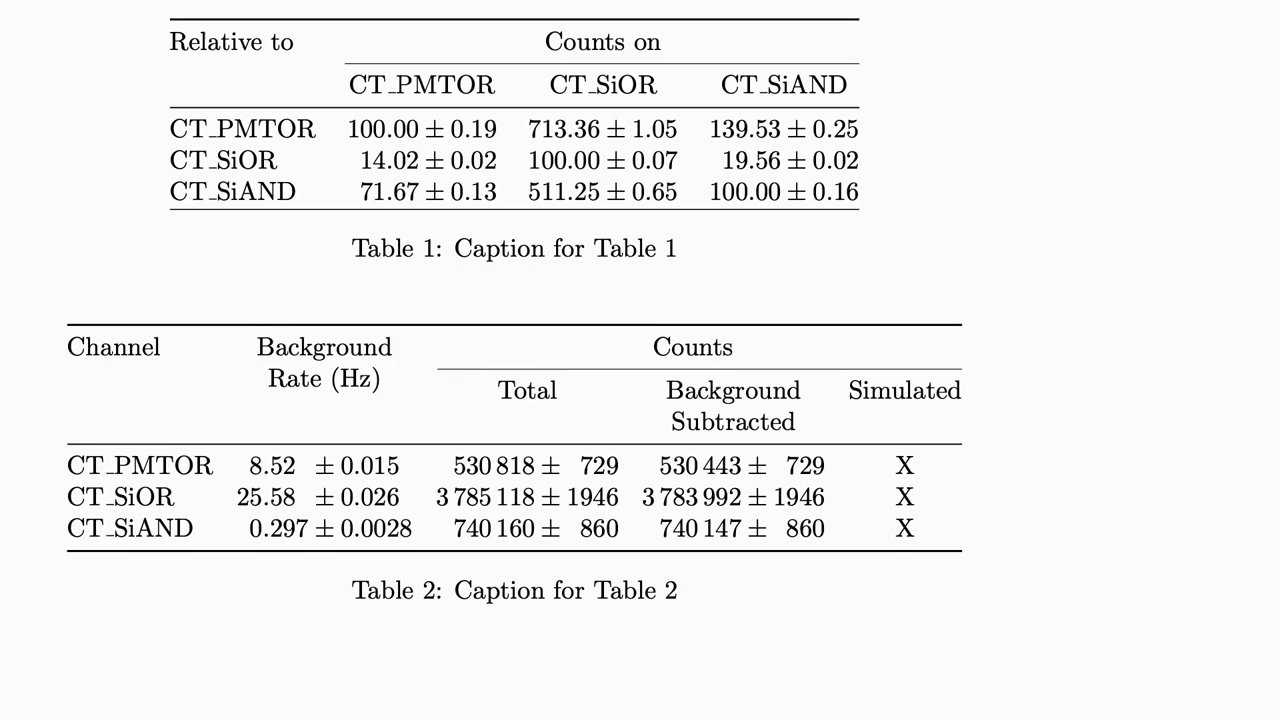 Relative to Counts on
CT_PMTOR CT_SiOR CT_SiAND
CT_PMTOR 100.00 ± 0.19 713.36 ± 1.05 139.53 ± 0.25
CT_SiOR 14.02 ± 0.02 100.00 ± 0.07 19.56 ± 0.02
CT_SiAND 71.67 ± 0.13 511.25 ± 0.65 100.00 ± 0.16
Table 1: Caption for Table 1
Channel Background Counts
Rate (Hz)
Total Background Simulated
Subtracted
CT_PMTOR 8.52 ± 0.015 530 818 ± 729 530 443 ± 729 X
CT_SiOR 25.58 ± 0.026 3 785 118 ± 1946 3 783 992 ± 1946 X
CT_SiAND 0.297 ± 0.0028 740 160 ± 860 740 147 ± 860 X
Table 2: Caption for Table 2